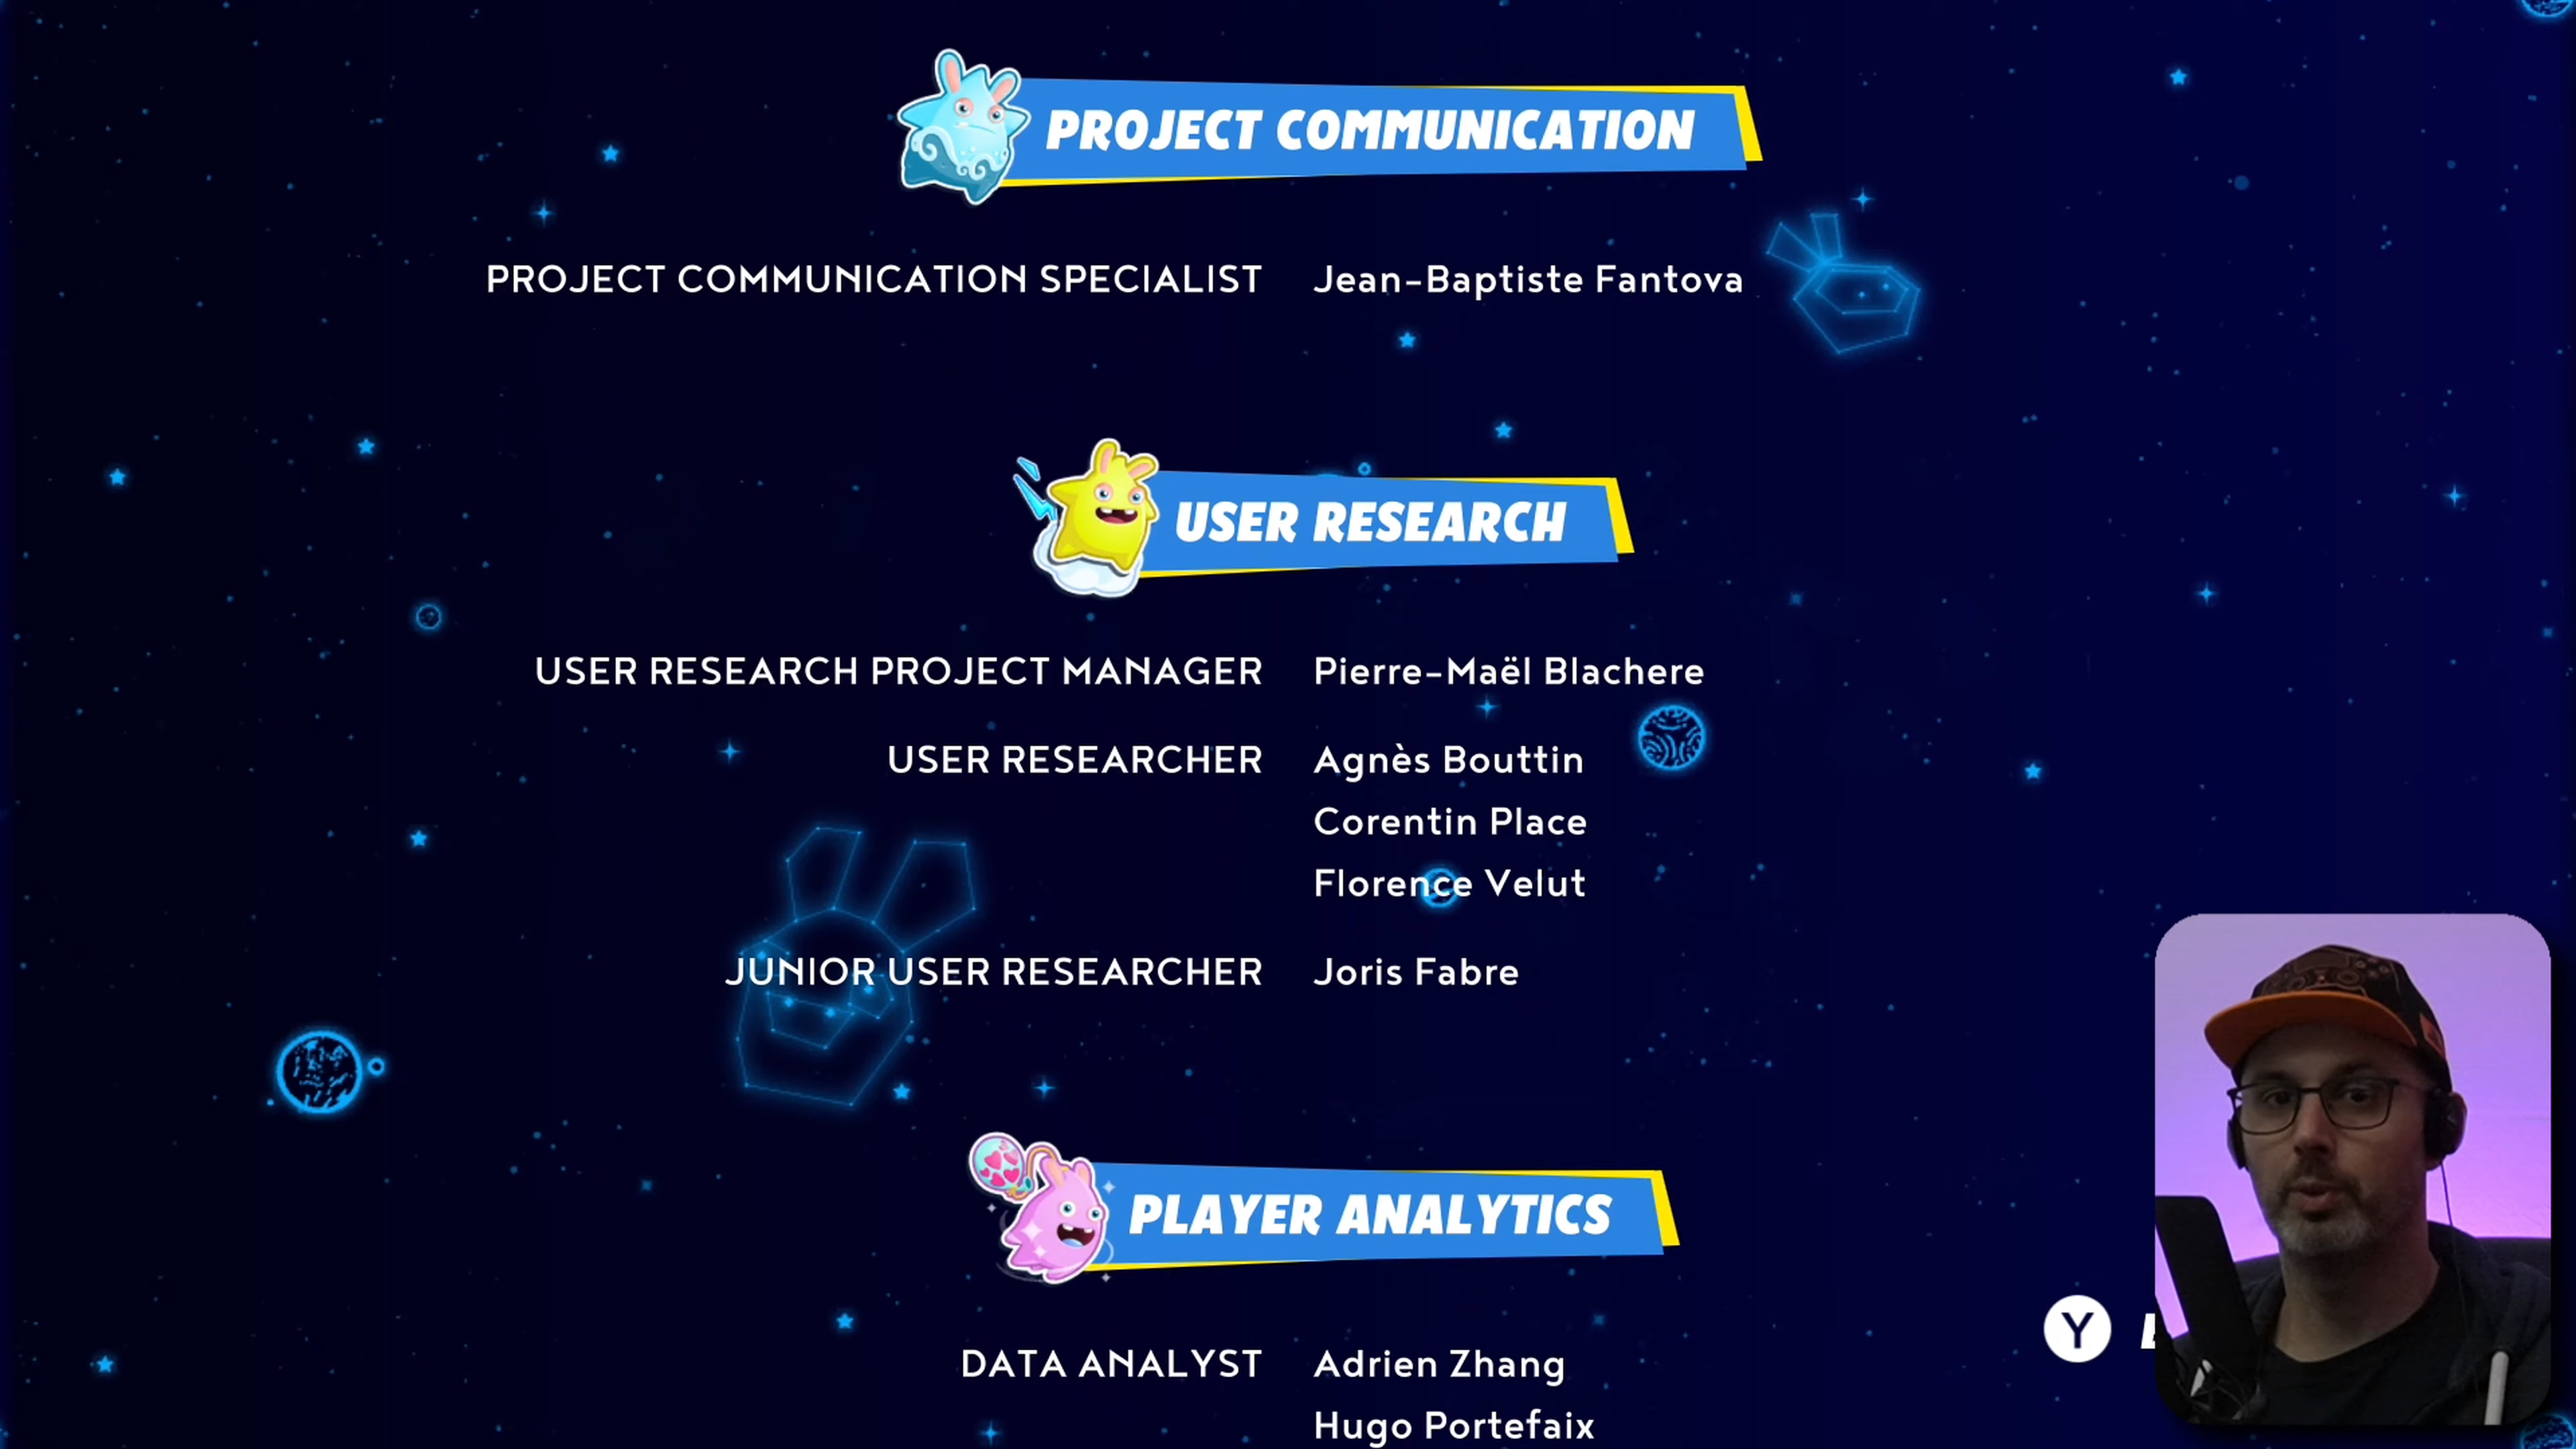 PROJECT COMMUNICATION
PROJECT COMMUNICATION SPECIALIST Jean-Baptiste Fantova
USER RESEARCH
USER RESEARCH PROJECT MANAGER Pierre-Maël Blachere
USER RESEARCHER Agnès Bouttin
Corentin Place
Florence Velut
JUNIOR USER RESEARCHER Joris Fabre
PLAYER ANALYTICS
Y
DATA ANALYST Adrien Zhang
Hugo Portefaix